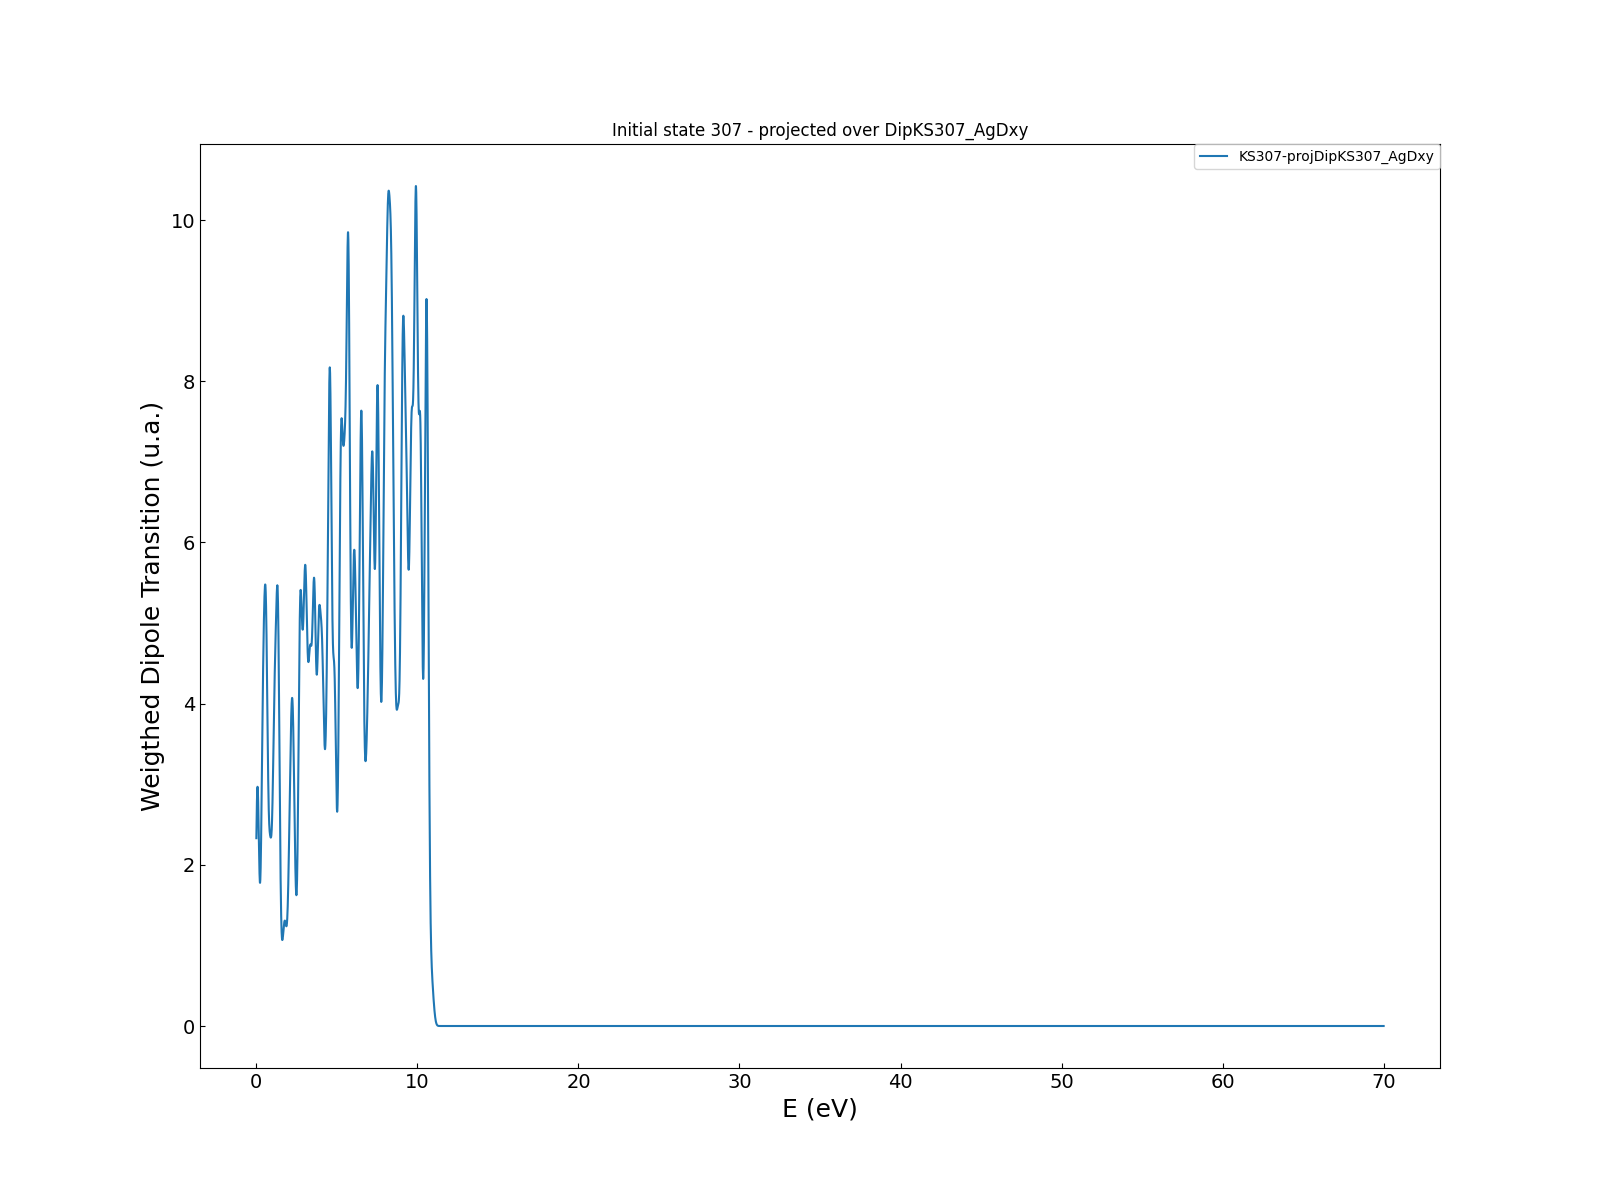 Initial state 307 - projected over DipKS307_AgDxy
KS307-projDipKS307_AgDxy
Weigthed Dipole Transition (u.a.)
10
8
6
4
2
0
0 10 20 30 40 50 60 70
E (eV)